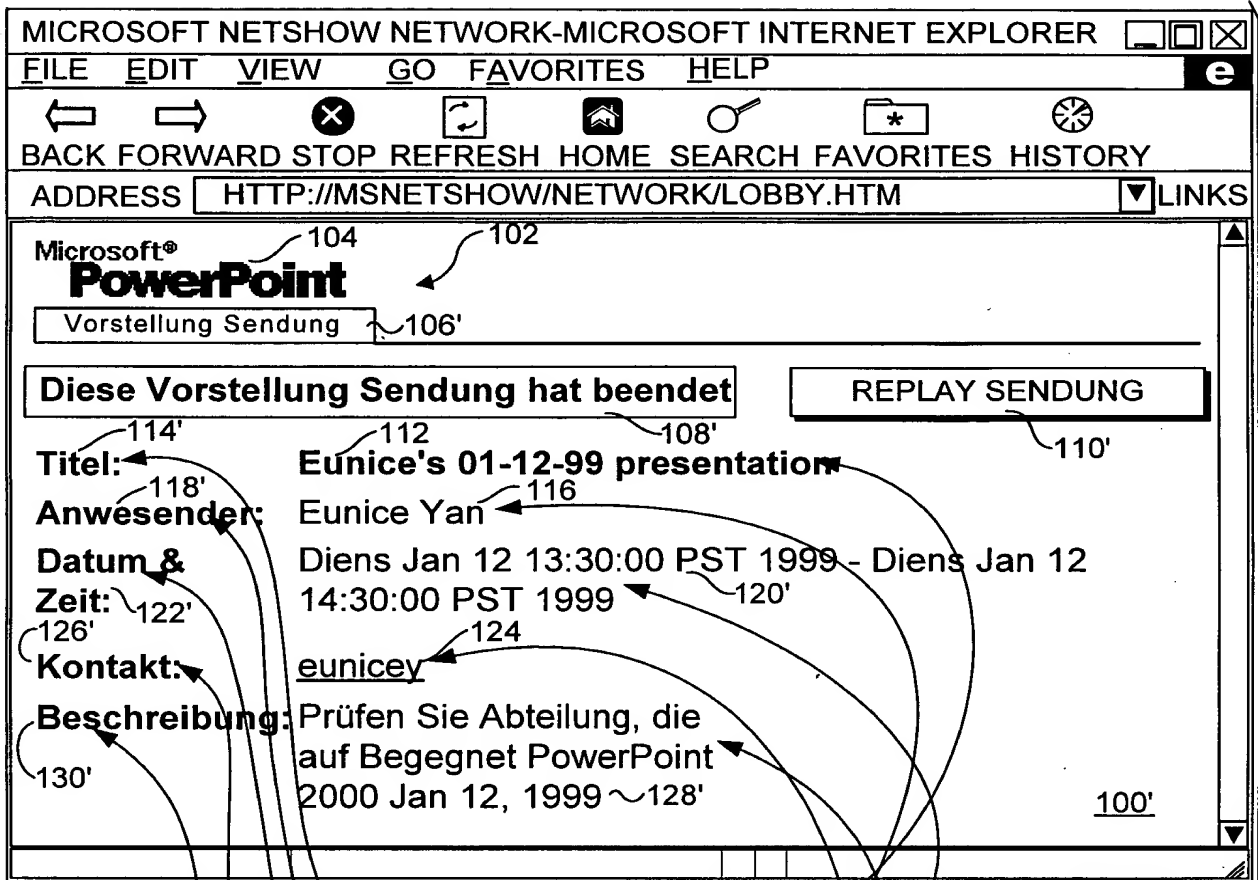 MICROSOFT NETSHOW NETWORK-MICROSOFT INTERNET EXPLORER
FILE EDIT VIEW GO FAVORITES HELP
e
BACK FORWARD STOP REFRESH HOME SEARCH FAVORITES HISTORY
ADDRESS HTTP://MSNETSHOW/NETWORK/LOBBY.HTM LINKS
104 102
Microsoft®
PowerPoint
Vorstellung Sendung 106'
Diese Vorstellung Sendung hat beendet REPLAY SENDUNG
114' 112 108' 110'
Titel: Eunice's 01-12-99 presentation
118' 116
Anwesender: Eunice Yan
Datum & Diens Jan 12 13:30:00 PST 1999 - Diens Jan 12
Zeit: 122' 14:30:00 PST 1999 120'
126' 124
Kontakt: eunicey
Beschreibung: Prüfen Sie Abteilung, die
auf Begegnet PowerPoint
130' 2000 Jan 12, 1999 128' 100'